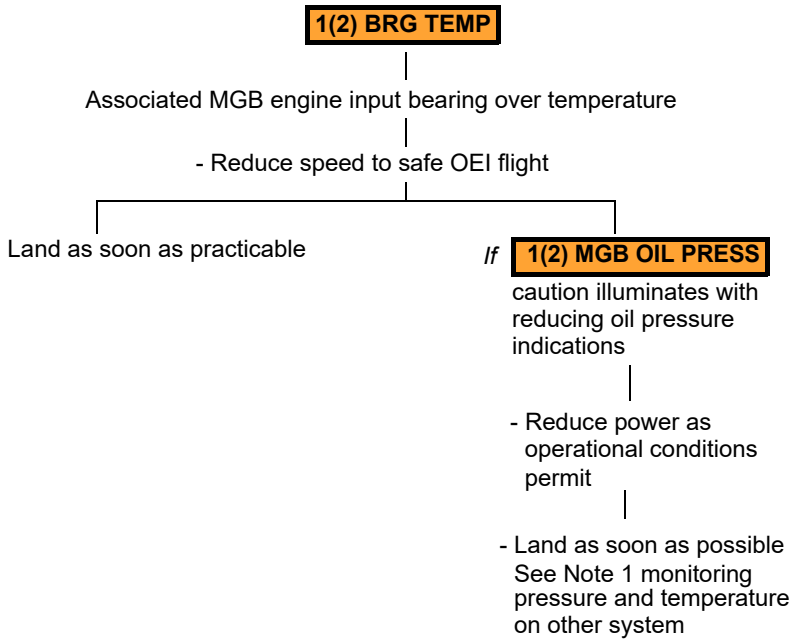 1(2) BRG TEMP
Associated MGB engine input bearing over temperature
- Reduce speed to safe OEI flight
Land as soon as practicable
If 1(2) MGB OIL PRESS
caution illuminates with
reducing oil pressure
indications
- Reduce power as
operational conditions
permit
- Land as soon as possible
See Note 1 monitoring
pressure and temperature
on other system